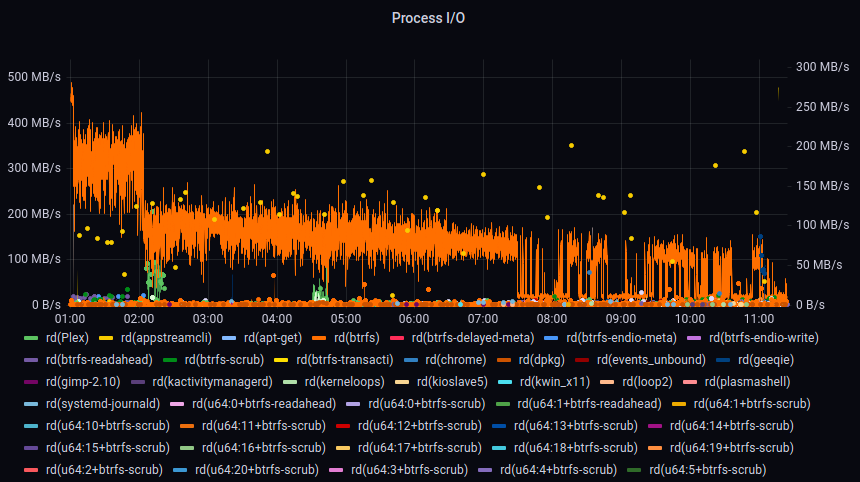 Process I/O
500 MB/s
400 MB/s
300 MB/s
200 MB/s
100 MB/s
0 B/s
300 MB/s
250 MB/s
200 MB/s
150 MB/s
100 MB/s
50 MB/s
0 B/s
01:00 02:00 03:00 04:00 05:00 06:00 07:00 08:00 09:00 10:00 11:00
rd(Plex) rd(appstreamcli) rd(apt-get) rd(btrfs) rd(btrfs-delayed-meta) rd(btrfs-endio-meta) rd(btrfs-endio-write)
rd(btrfs-readahead) rd(btrfs-scrub) rd(btrfs-transacti) rd(chrome) rd(dpkg) rd(events_unbound) rd(geeqie)
rd(gimp-2.10) rd(kactivitymanagerd) rd(kerneloops) rd(kioslave5) rd(kwin_x11) rd(loop2) rd(plasmashell)
rd(systemd-journald) rd(u64:0+btrfs-readahead) rd(u64:0+btrfs-scrub) rd(u64:1+btrfs-readahead) rd(u64:1+btrfs-scrub)
rd(u64:10+btrfs-scrub) rd(u64:11+btrfs-scrub) rd(u64:12+btrfs-scrub) rd(u64:13+btrfs-scrub) rd(u64:14+btrfs-scrub)
rd(u64:15+btrfs-scrub) rd(u64:16+btrfs-scrub) rd(u64:17+btrfs-scrub) rd(u64:18+btrfs-scrub) rd(u64:19+btrfs-scrub)
rd(u64:2+btrfs-scrub) rd(u64:20+btrfs-scrub) rd(u64:3+btrfs-scrub) rd(u64:4+btrfs-scrub) rd(u64:5+btrfs-scrub)